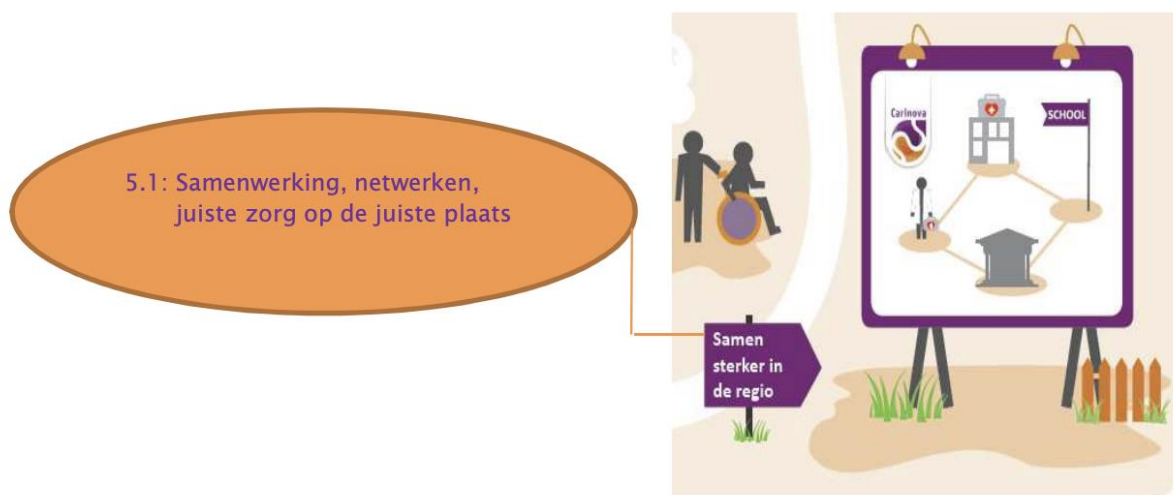 5.1: Samenwerking, netwerken,
juiste zorg op de juiste plaats
Carinova
SCHOOL
Samen
sterker in
de regio